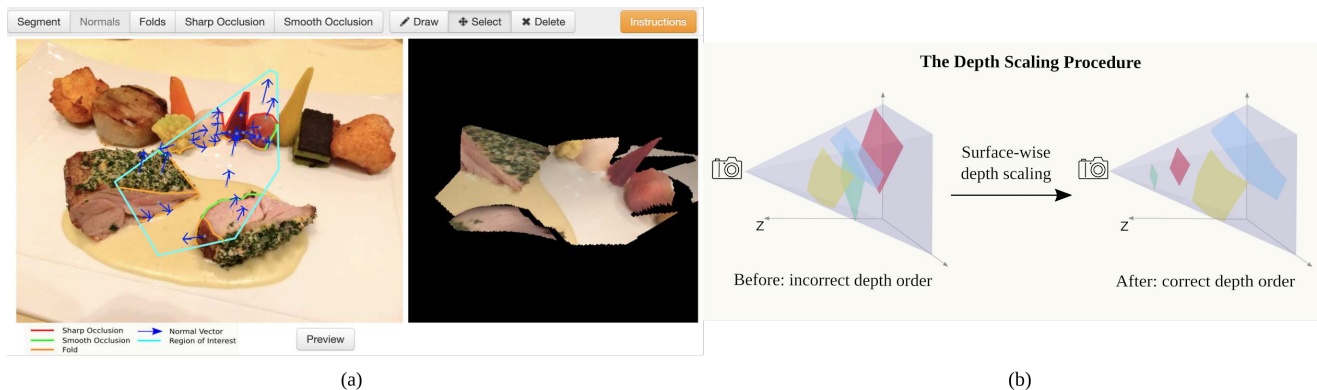 Segment Normals Folds Sharp Occlusion Smooth Occlusion Draw Select Delete Instructions
Sharp Occlusion
Smooth Occlusion
Fold
Normal Vector
Region of Interest
Preview
(a)
The Depth Scaling Procedure
Surface-wise
depth scaling
Z
Z
Before: incorrect depth order
After: correct depth order
(b)